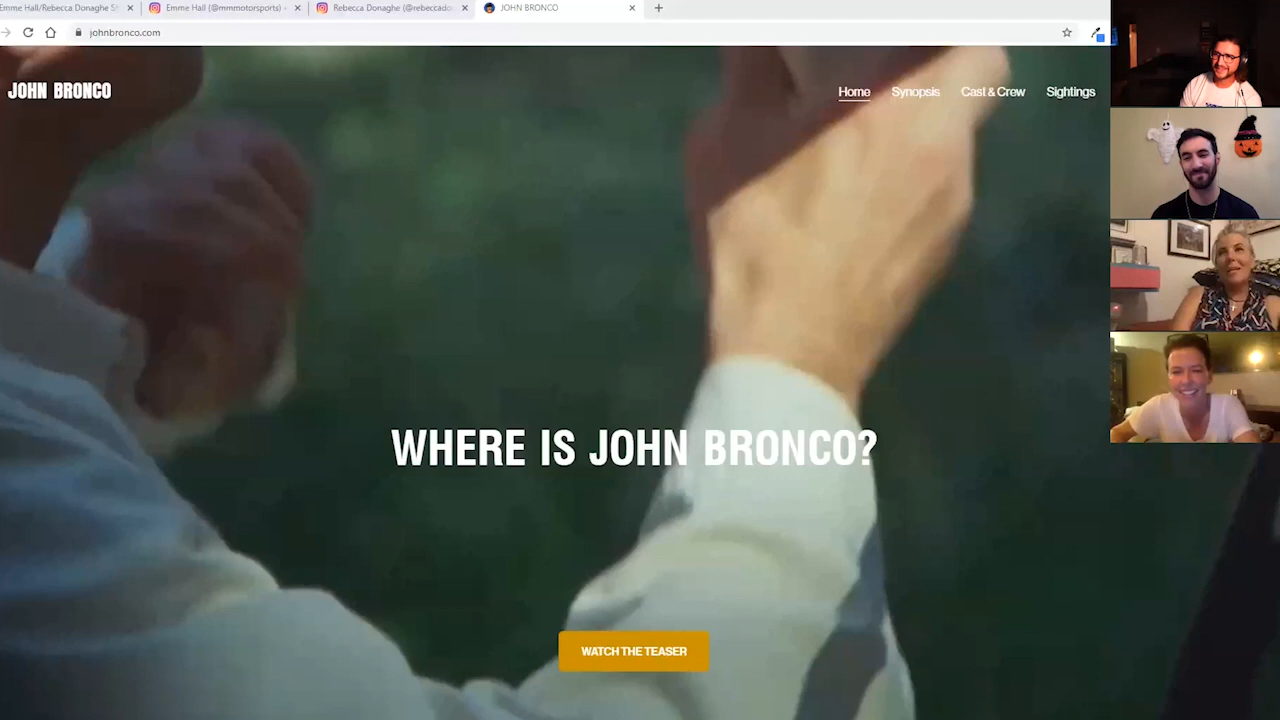 Emme Hall/Rebecca Donaghe S
Emme Hall (@mmmotorsports) -
Rebecca Donaghe (@rebeccado
JOHN BRONCO
johnbronco.com
JOHN BRONCO
Home
Synopsis
Cast & Crew
Sightings
WHERE IS JOHN BRONCO?
WATCH THE TEASER